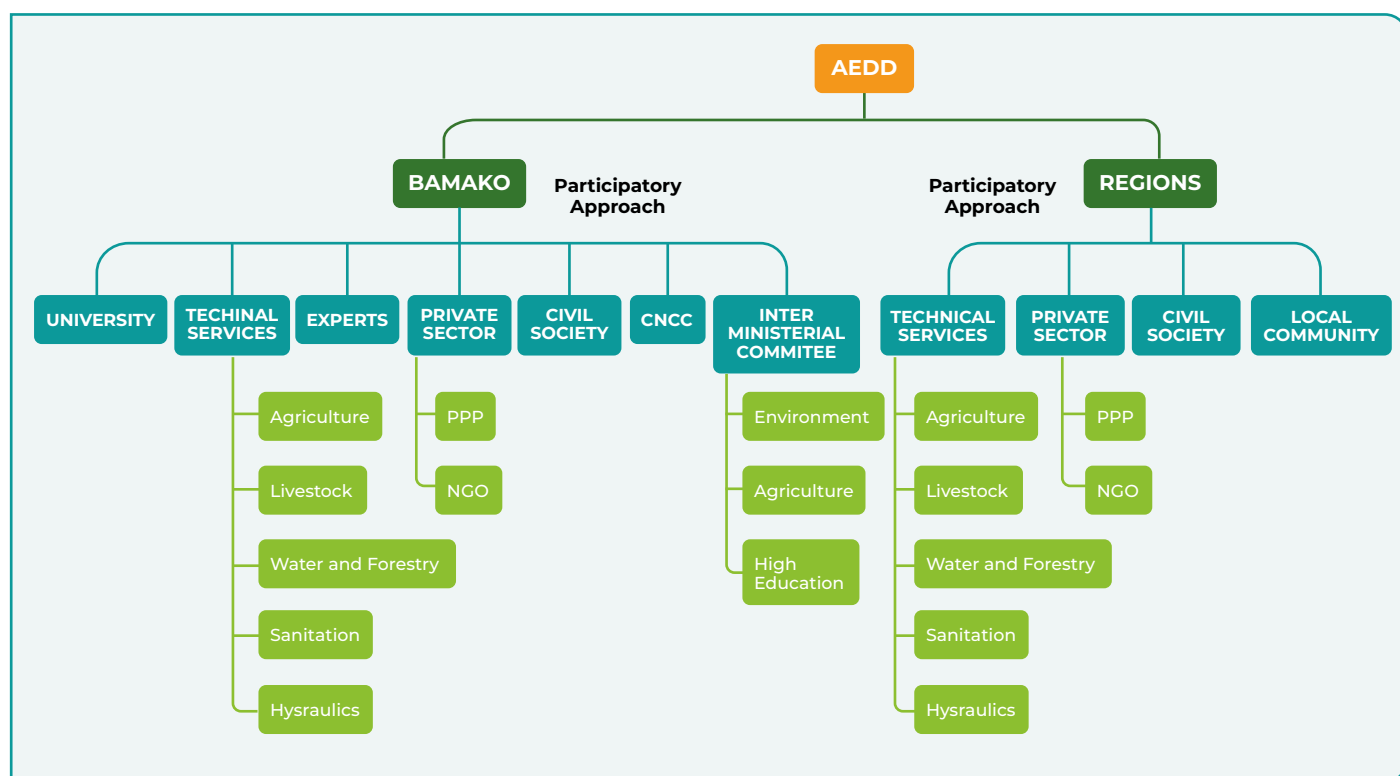 AEDD
BAMAKO
Participatory
Approach
Participatory
Approach
REGIONS
UNIVERSITY
TECHINAL
SERVICES
EXPERTS
PRIVATE
SECTOR
CIVIL
SOCIETY
CNCC
INTER
MINISTERIAL
COMMITEE
TECHNICAL
SERVICES
PRIVATE
SECTOR
CIVIL
SOCIETY
LOCAL
COMMUNITY
Agriculture
Livestock
Water and Forestry
Sanitation
Hysraulics
PPP
NGO
Environment
Agriculture
High
Education
Agriculture
Livestock
Water and Forestry
Sanitation
Hysraulics
PPP
NGO